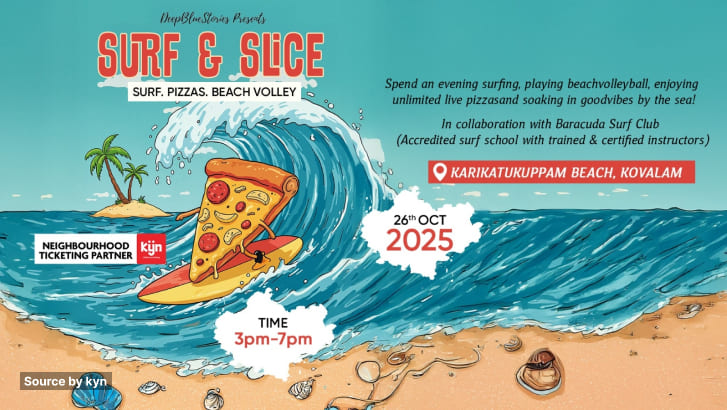 DeepBlueStories Presents
SURF & SLICE
SURF. PIZZAS. BEACH VOLLEY
Spend an evening surfing, playing beachvolleyball, enjoying
unlimited live pizzasand soaking in goodvibes by the sea!
In collaboration with Baracuda Surf Club
(Accredited surf school with trained & certified instructors)
KARIKATUKUPPAM BEACH, KOVALAM
26th OCT
2025
NEIGHBOURHOOD
TICKETING PARTNER
kyn
TIME
3pm-7pm
Source by kyn